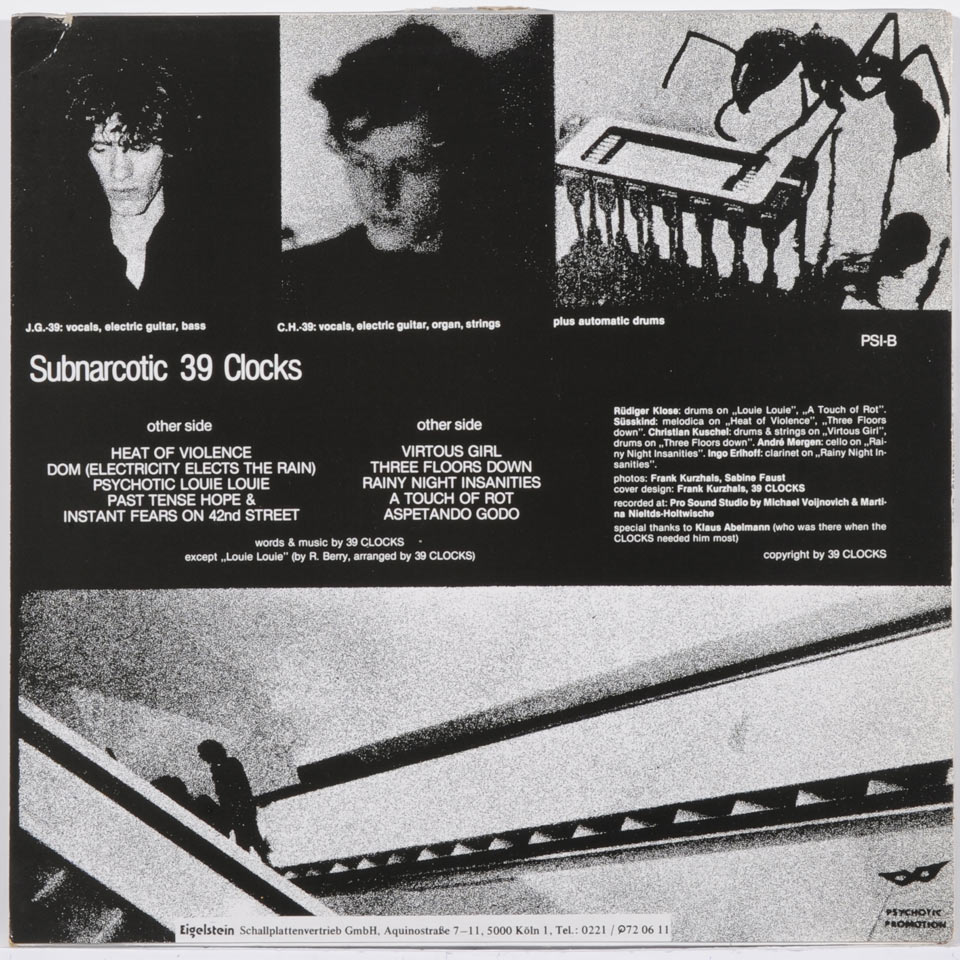 J.G.-39: vocals, electric guitar, bass
C.H.-39: vocals, electric guitar, organ, strings
plus automatic drums
PSI-B
Subnarcotic 39 Clocks
other side
HEAT OF VIOLENCE
DOM (ELECTRICITY ELECTS THE RAIN)
PSYCHOTIC LOUIE LOUIE
PAST TENSE HOPE &
INSTANT FEARS ON 42nd STREET
other side
VIRTOUS GIRL
THREE FLOORS DOWN
RAINY NIGHT INSANITIES
A TOUCH OF ROT
ASPETANDO GODO
words & music by 39 CLOCKS
except „Louie Louie" (by R. Berry, arranged by 39 CLOCKS)
Rüdiger Klose: drums on „Louie Louie", „A Touch of Rot".
Süsskind: melodica on „Heat of Violence", „Three Floors
down". Christian Kuschel: drums & strings on „Virtous Girl",
drums on „Three Floors down". André Mergen: cello on „Rai-
ny Night Insanities". Ingo Erlhoff: clarinet on „Rainy Night In-
sanities".
photos: Frank Kurzhals, Sabine Faust
cover design: Frank Kurzhals, 39 CLOCKS
recorded at: Pro Sound Studio by Michael Voijnovich & Marti-
na Nieltds-Holtwische
special thanks to Klaus Abelmann (who was there when the
CLOCKS needed him most)
copyright by 39 CLOCKS
PSYCHOTIC
PROMOTION
Eigelstein Schallplattenvertrieb GmbH, Aquinostraße 7–11, 5000 Köln 1, Tel.: 0221 / 72 06 11